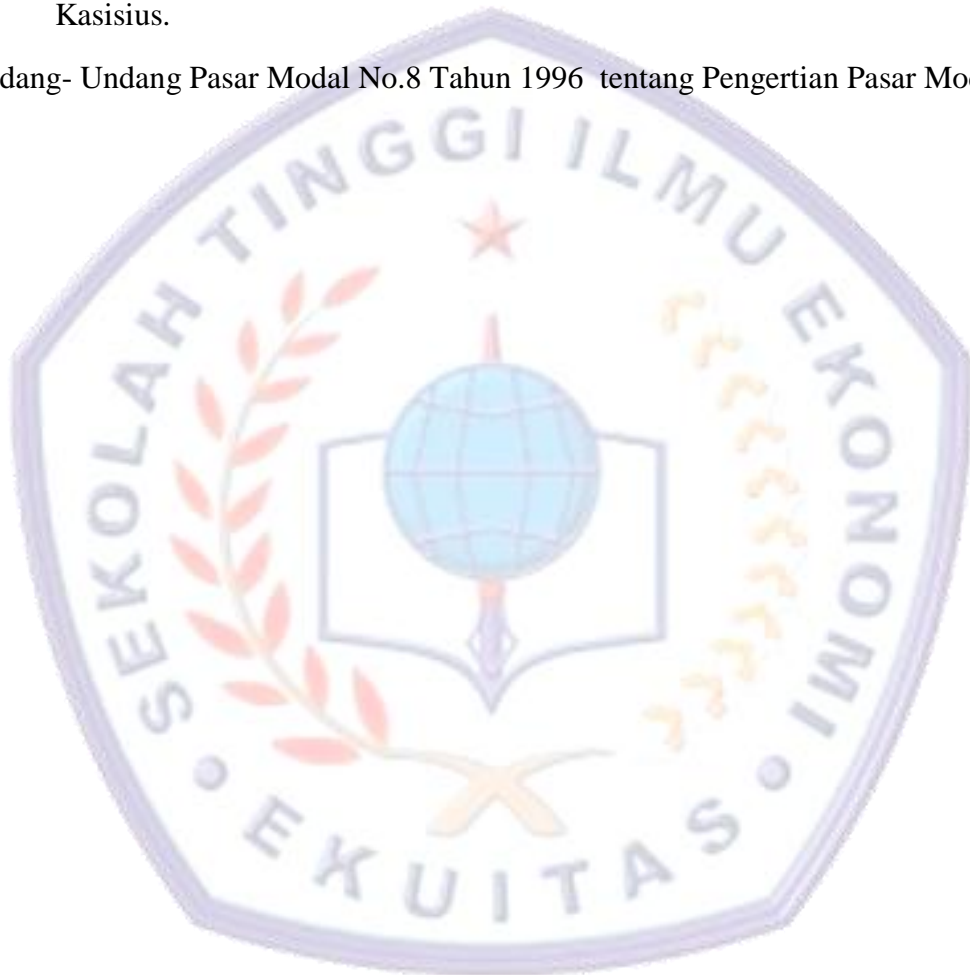 Kasisius.
dang- Undang Pasar Modal No.8 Tahun 1996 tentang Pengertian Pasar Mo
SEKOLAH TINGGI ILMU EKONOMI
EKUITAS